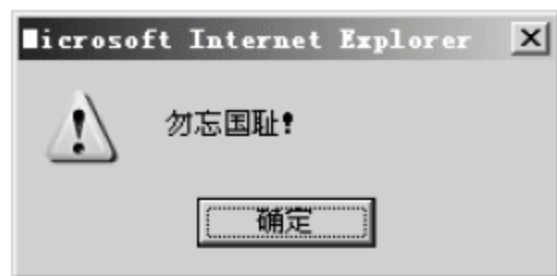 Microsoft Internet Explorer
勿忘国耻!
确定